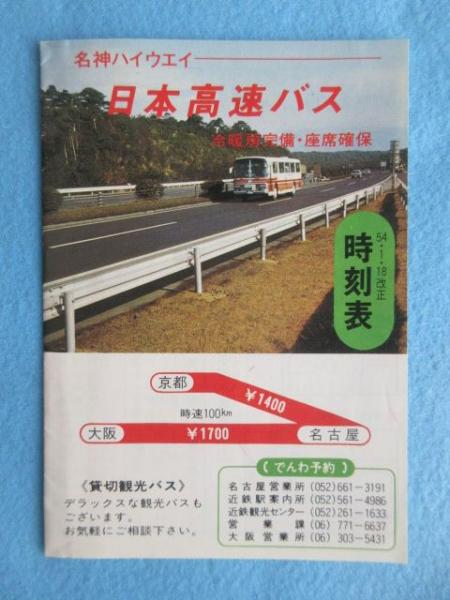 名神ハイウエイ
日本高速バス
冷暖房完備・座席確保
54・1・18改正
時刻表
京都
¥1400
時速100km
大阪
¥1700
名古屋
でんわ予約
《貸切観光バス》
デラックスな観光バスも
ございます。
お気軽にご相談下さい。
名古屋営業所 (052)661-3191
近鉄駅案内所 (052)561-4986
近鉄観光センター (052)261-1633
営業課 (06) 771-6637
大阪営業所 (06) 303-5431